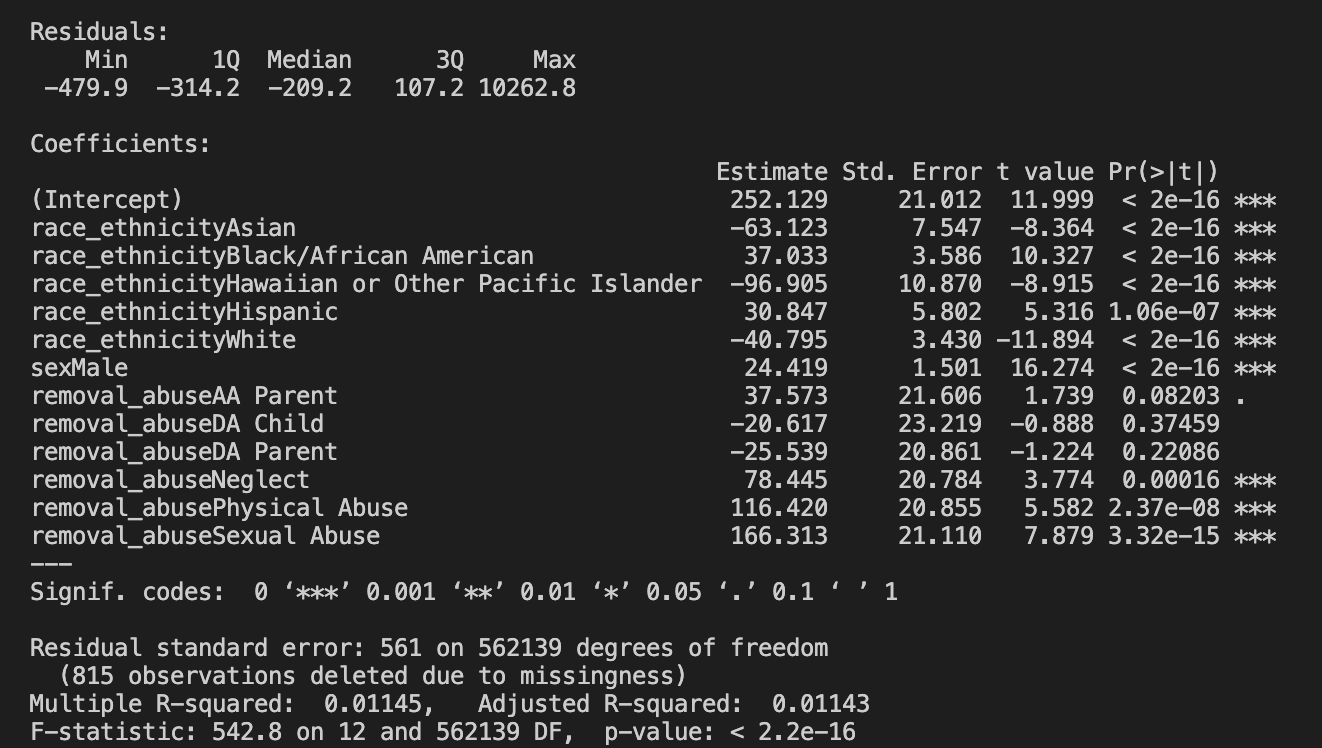 Residuals:
    Min      1Q  Median      3Q     Max
 −479.9  −314.2  −209.2   107.2 10262.8

Coefficients:
                                                 Estimate Std. Error t value Pr(>|t|)
(Intercept)                                       252.129     21.012  11.999  < 2e−16 ***
race_ethnicityAsian                               −63.123      7.547  −8.364  < 2e−16 ***
race_ethnicityBlack/African American               37.033      3.586  10.327  < 2e−16 ***
race_ethnicityHawaiian or Other Pacific Islander  −96.905     10.870  −8.915  < 2e−16 ***
race_ethnicityHispanic                             30.847      5.802   5.316 1.06e−07 ***
race_ethnicityWhite                               −40.795      3.430 −11.894  < 2e−16 ***
sexMale                                            24.419      1.501  16.274  < 2e−16 ***
removal_abuseAA Parent                             37.573     21.606   1.739  0.08203 .
removal_abuseDA Child                             −20.617     23.219  −0.888  0.37459
removal_abuseDA Parent                            −25.539     20.861  −1.224  0.22086
removal_abuseNeglect                               78.445     20.784   3.774  0.00016 ***
removal_abusePhysical Abuse                       116.420     20.855   5.582 2.37e−08 ***
removal_abuseSexual Abuse                         166.313     21.110   7.879 3.32e−15 ***
−−−
Signif. codes:  0 ‘***’ 0.001 ‘**’ 0.01 ‘*’ 0.05 ‘.’ 0.1 ‘ ’ 1

Residual standard error: 561 on 562139 degrees of freedom
  (815 observations deleted due to missingness)
Multiple R−squared:  0.01145,   Adjusted R−squared:  0.01143
F−statistic: 542.8 on 12 and 562139 DF,  p−value: < 2.2e−16